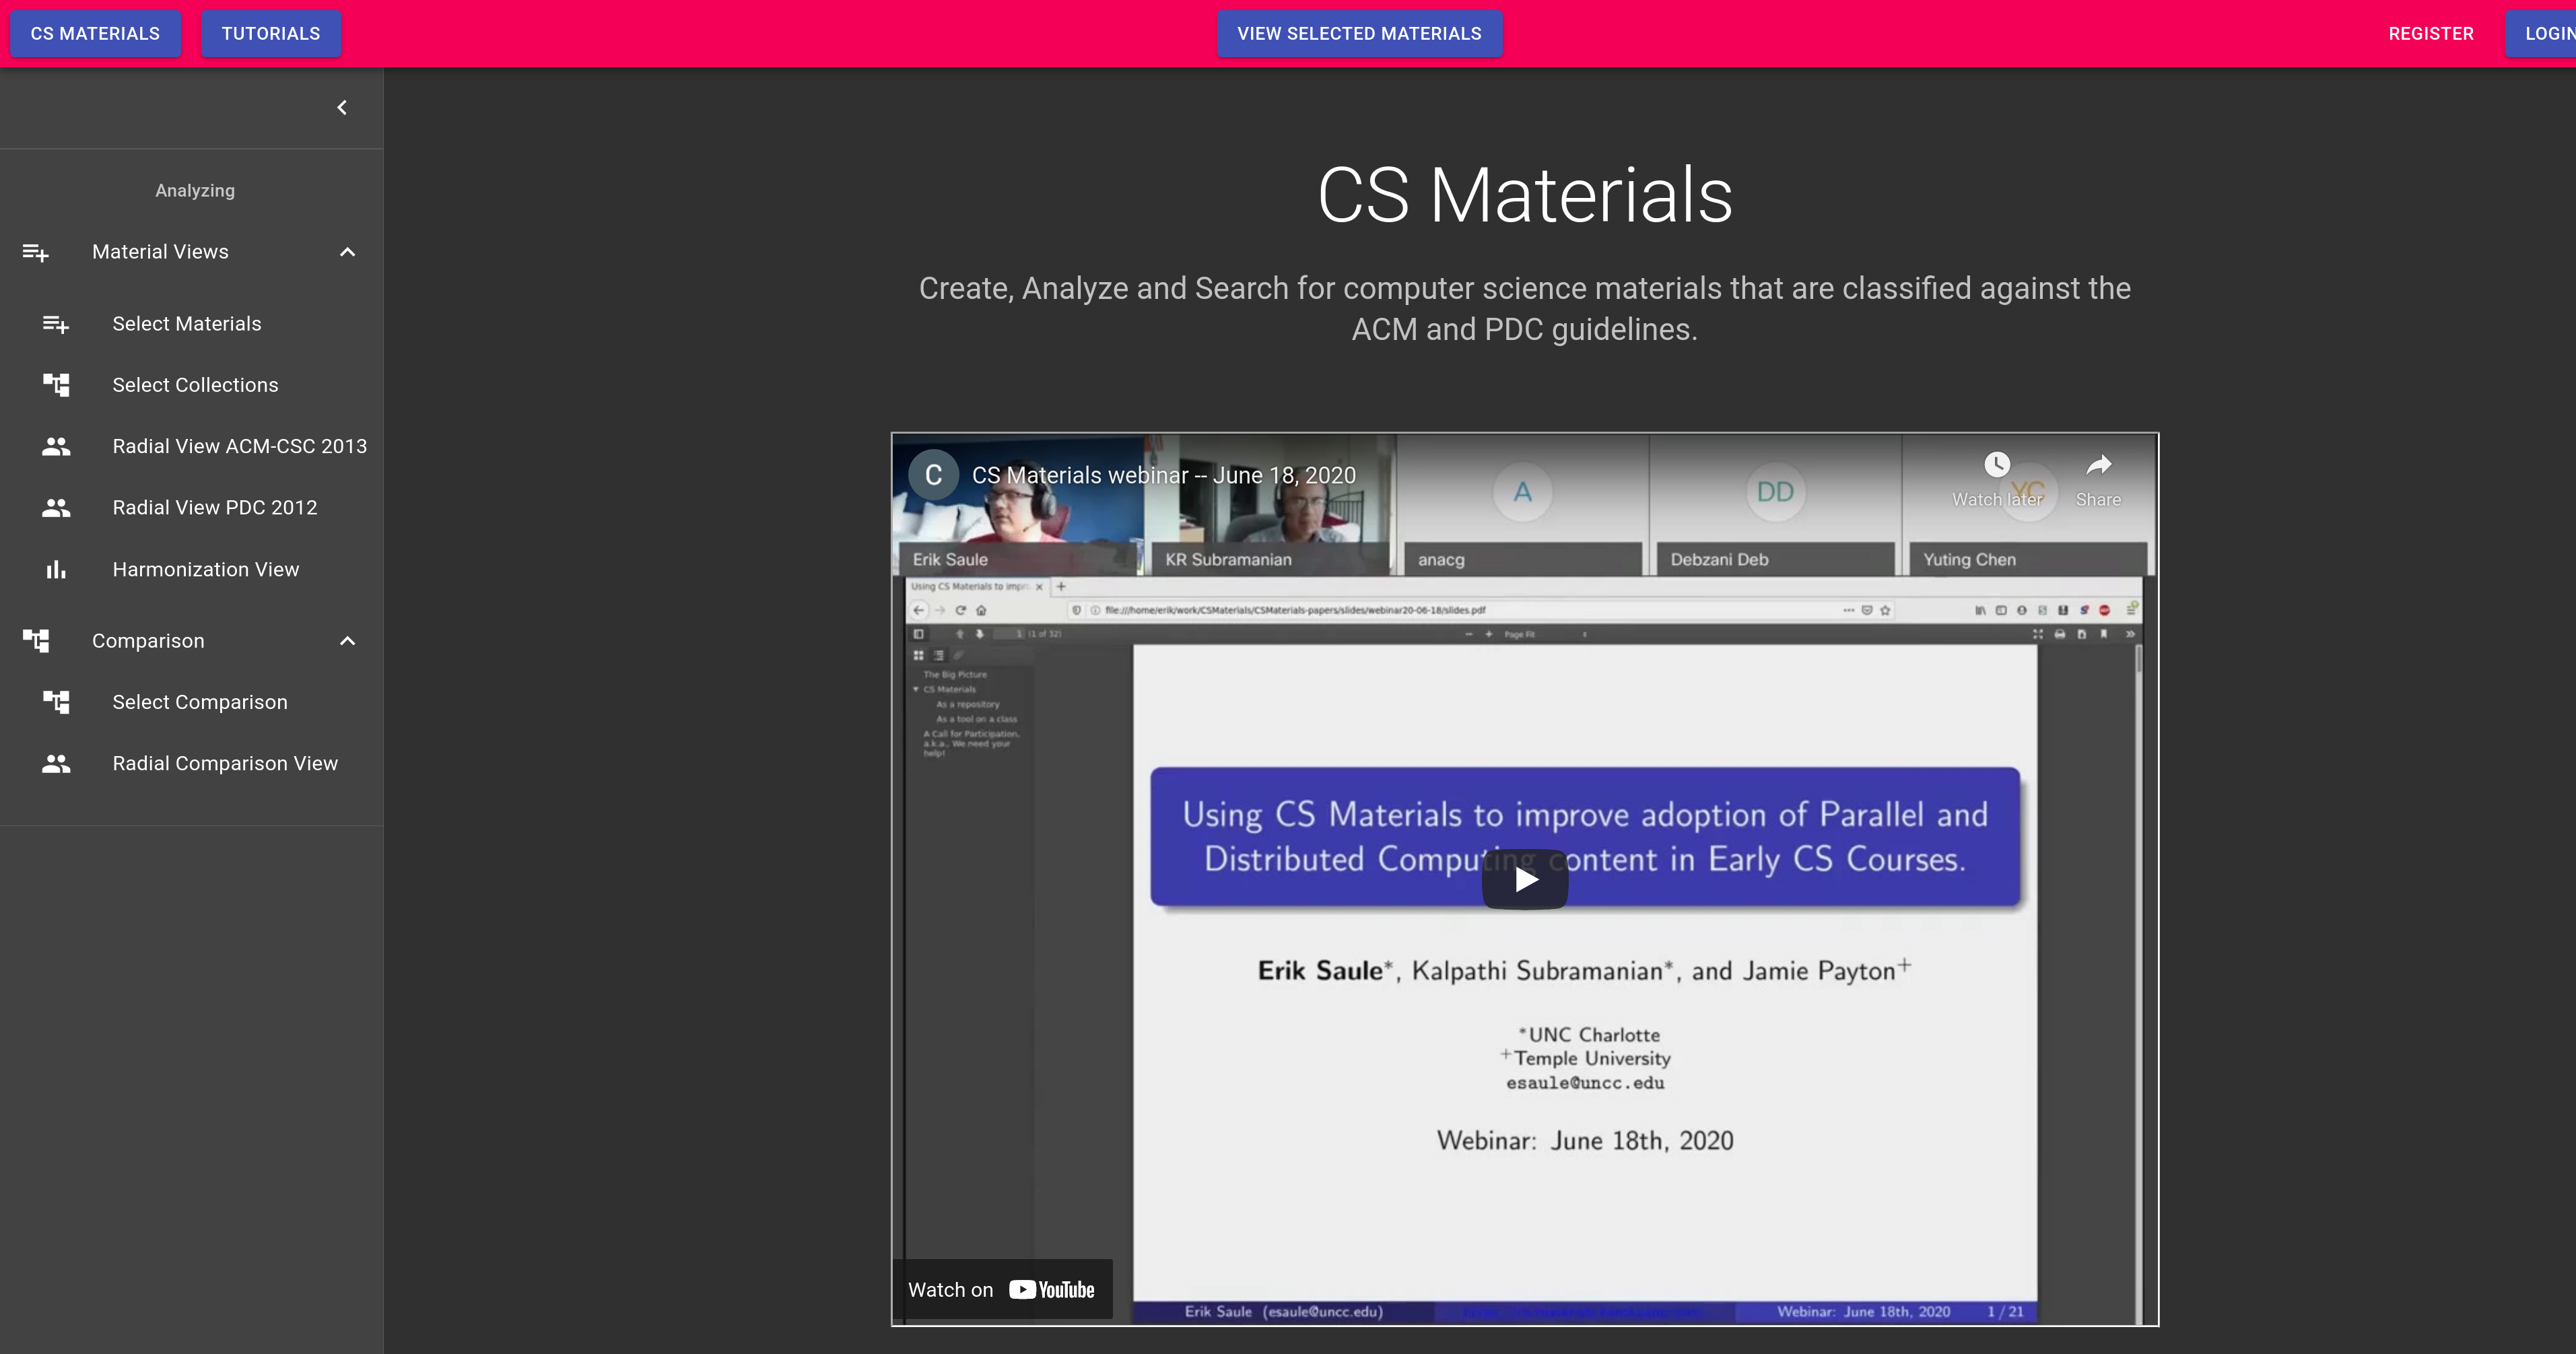 CS MATERIALS
TUTORIALS
VIEW SELECTED MATERIALS
REGISTER
LOGIN
Analyzing
Material Views
Select Materials
Select Collections
Radial View ACM-CSC 2013
Radial View PDC 2012
Harmonization View
Comparison
Select Comparison
Radial Comparison View
CS Materials
Create, Analyze and Search for computer science materials that are classified against the
ACM and PDC guidelines.
C
CS Materials webinar -- June 18, 2020
A
DD
YC
Watch later
Share
Erik Saule
KR Subramanian
anacg
Debzani Deb
Yuting Chen
Using CS Materials to impr
file:///home/erik/work/CSMaterials/CSMaterials-papers/slides/webinar20-06-18/slides.pdf
1 (1 of 32)
Page Fit
The Big Picture
CS Materials
As a repository
As a tool on a class
A Call for Participation,
a.k.a., We need your
help!
Using CS Materials to improve adoption of Parallel and
Distributed Computing content in Early CS Courses.
Erik Saule*, Kalpathi Subramanian*, and Jamie Payton+
*UNC Charlotte
+Temple University
esaule@uncc.edu
Webinar: June 18th, 2020
Watch on YouTube
Erik Saule (esaule@uncc.edu)
Webinar: June 18th, 2020
1 / 21